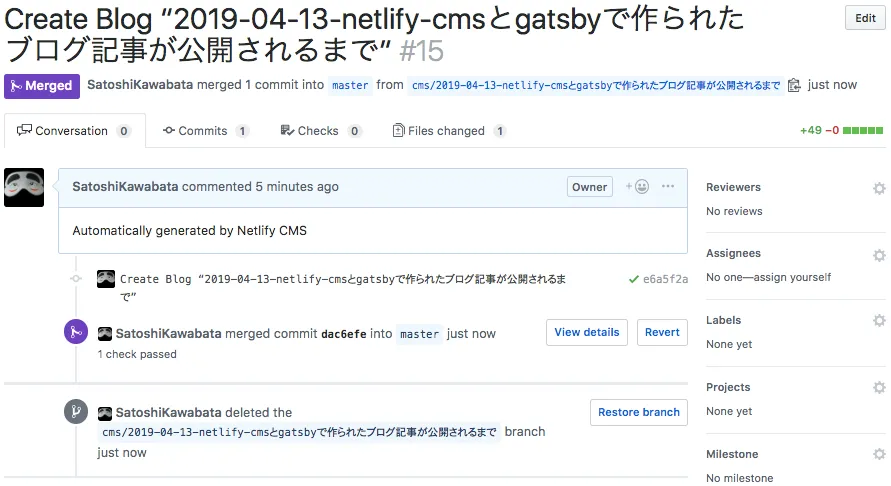 Create Blog “2019-04-13-netlify-cmsとgatsbyで作られた
ブログ記事が公開されるまで” #15
Edit
Merged SatoshiKawabata merged 1 commit into master from cms/2019-04-13-netlify-cmsとgatsbyで作られたブログ記事が公開されるまで just now
Conversation 0 Commits 1 Checks 0 Files changed 1 +49 −0
SatoshiKawabata commented 5 minutes ago Owner
Automatically generated by Netlify CMS
Create Blog “2019-04-13-netlify-cmsとgatsbyで作られたブログ記事が公開されるま e6a5f2a
で”
SatoshiKawabata merged commit dac6efe into master just now View details Revert
1 check passed
SatoshiKawabata deleted the Restore branch
cms/2019-04-13-netlify-cmsとgatsbyで作られたブログ記事が公開されるまで branch
just now
Reviewers
No reviews
Assignees
No one—assign yourself
Labels
None yet
Projects
None yet
Milestone
No milestone